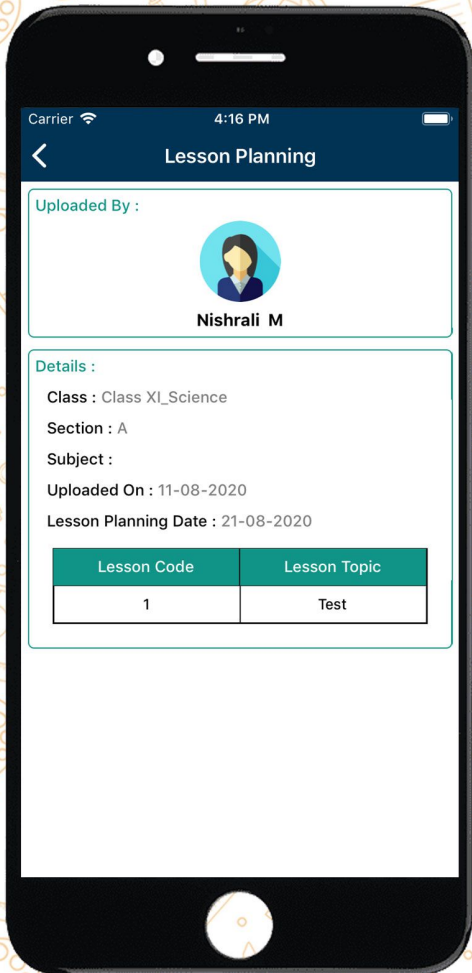 Carrier 4:16 PM
Lesson Planning
Uploaded By :
Nishrali M
Details :
Class : Class XI_Science
Section : A
Subject :
Uploaded On : 11-08-2020
Lesson Planning Date : 21-08-2020
Lesson Code Lesson Topic
1 Test